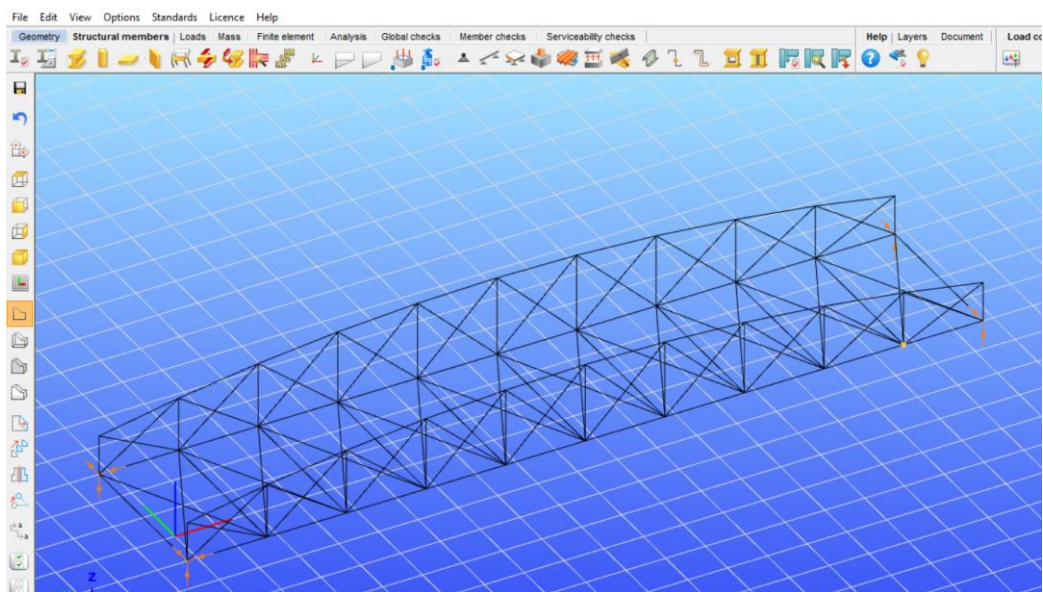 File Edit View Options Standards Licence Help
Geometry Structural members Loads Mass Finite element Analysis Global checks Member checks Serviceability checks Help Layers Document Load co
z